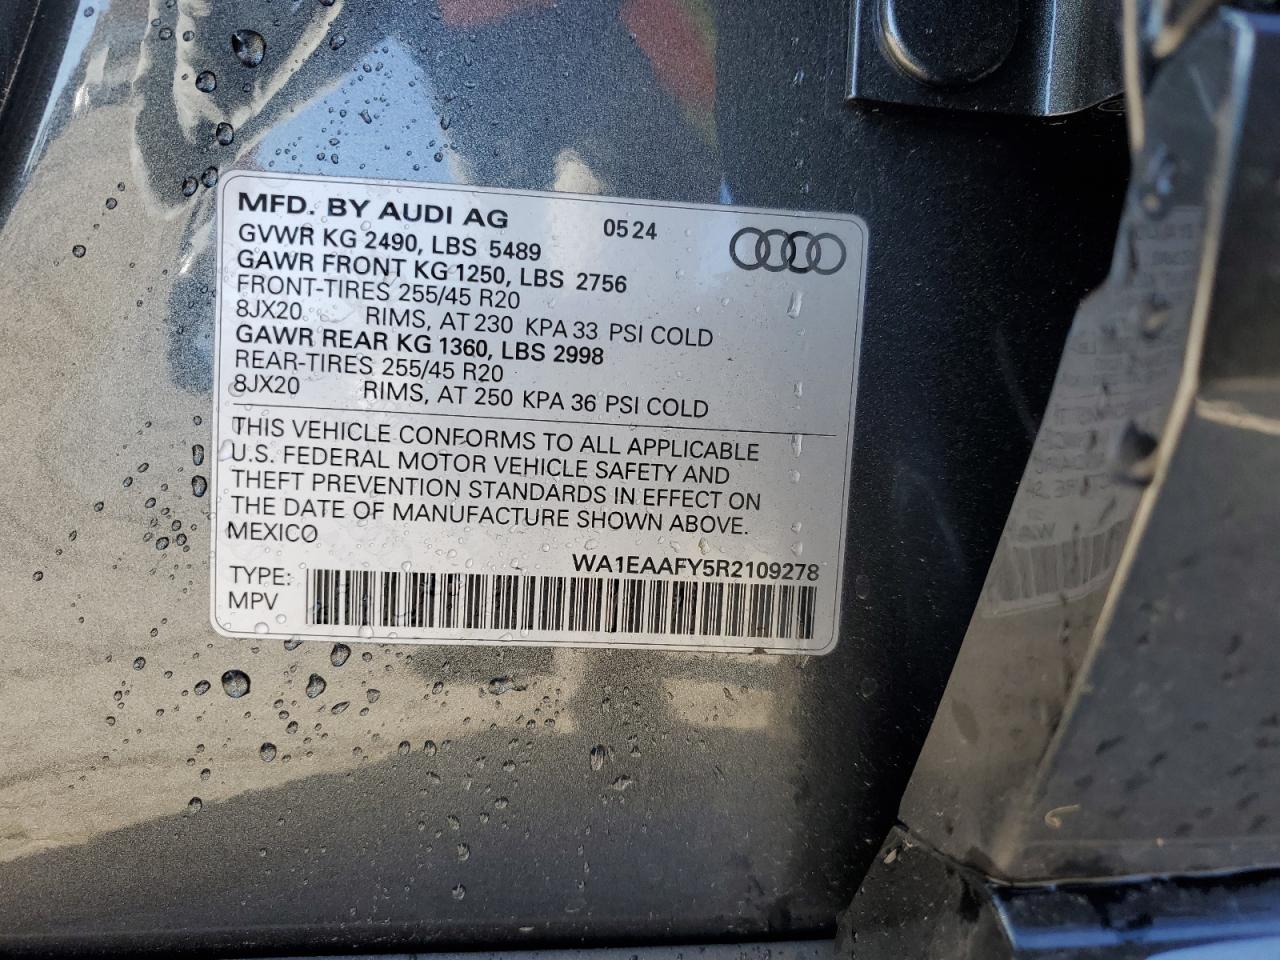 MFD. BY AUDI AG 0524
GVWR KG 2490, LBS 5489
GAWR FRONT KG 1250, LBS 2756
FRONT-TIRES 255/45 R20
8JX20 RIMS, AT 230 KPA 33 PSI COLD
GAWR REAR KG 1360, LBS 2998
REAR-TIRES 255/45 R20
8JX20 RIMS, AT 250 KPA 36 PSI COLD
THIS VEHICLE CONFORMS TO ALL APPLICABLE
U.S. FEDERAL MOTOR VEHICLE SAFETY AND
THEFT PREVENTION STANDARDS IN EFFECT ON
THE DATE OF MANUFACTURE SHOWN ABOVE.
MEXICO
WA1EAAFY5R2109278
TYPE:
MPV